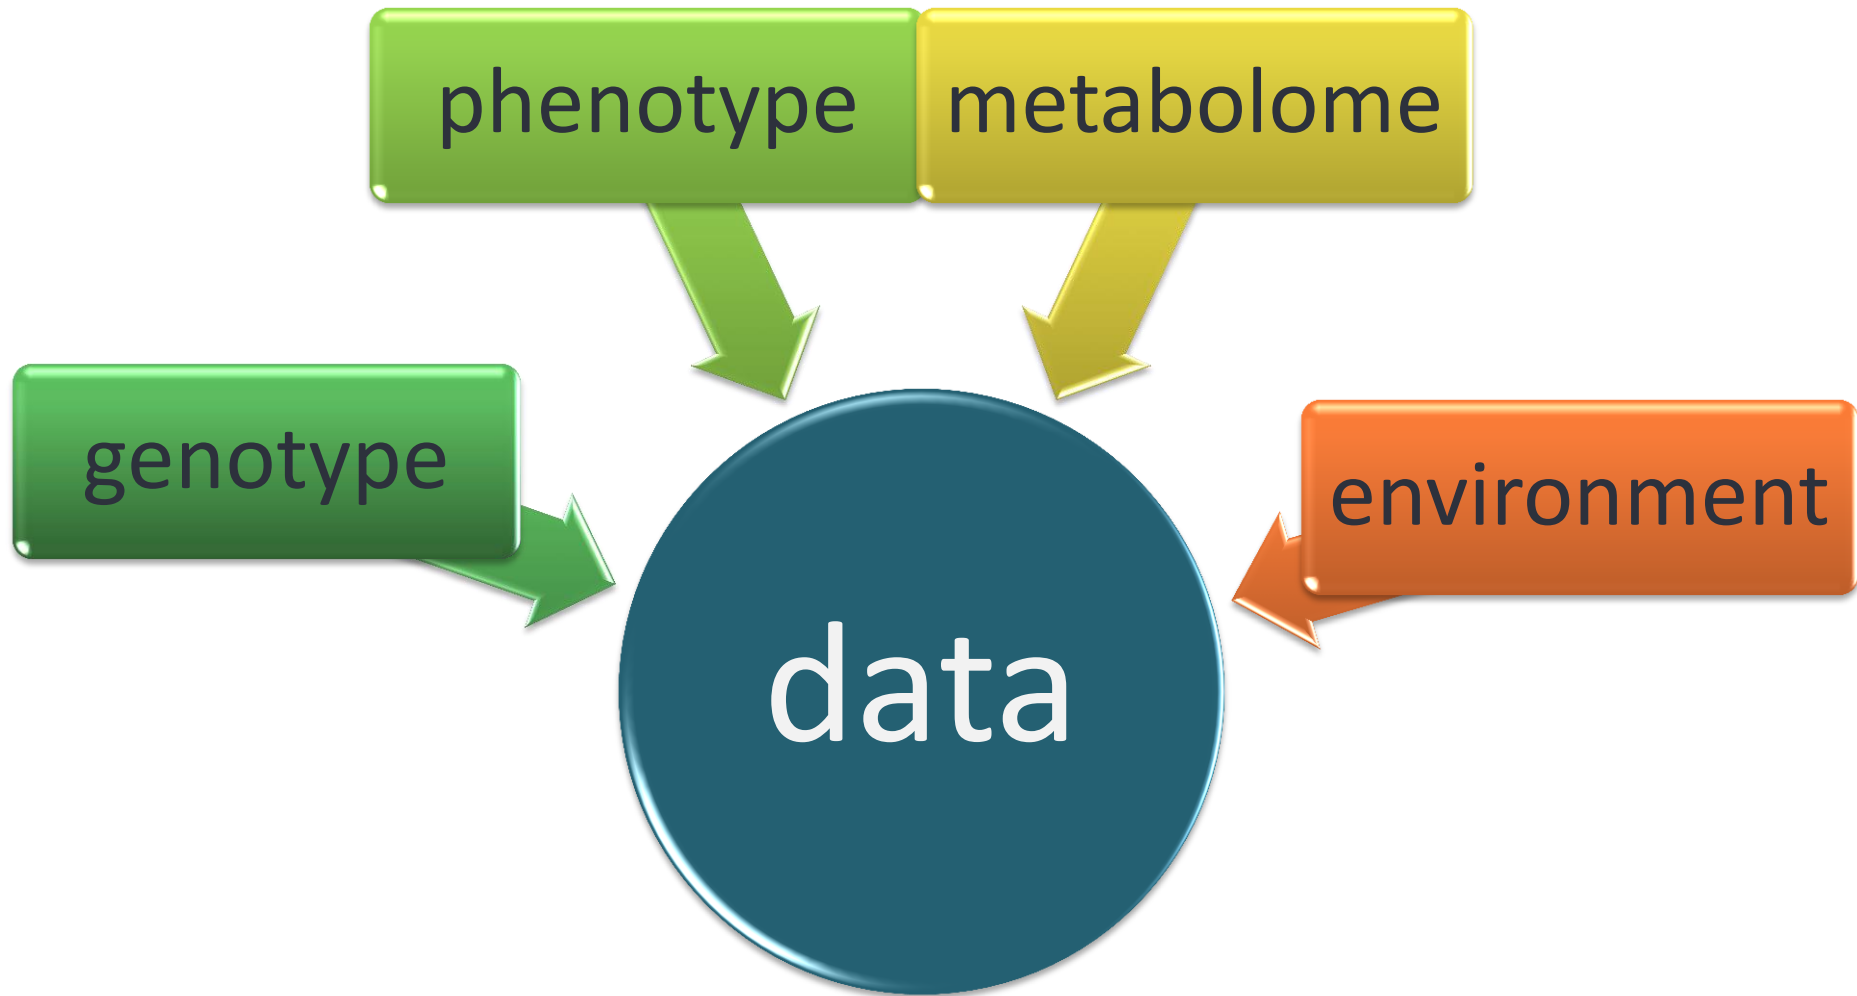 phenotype
metabolome
genotype
environment
data